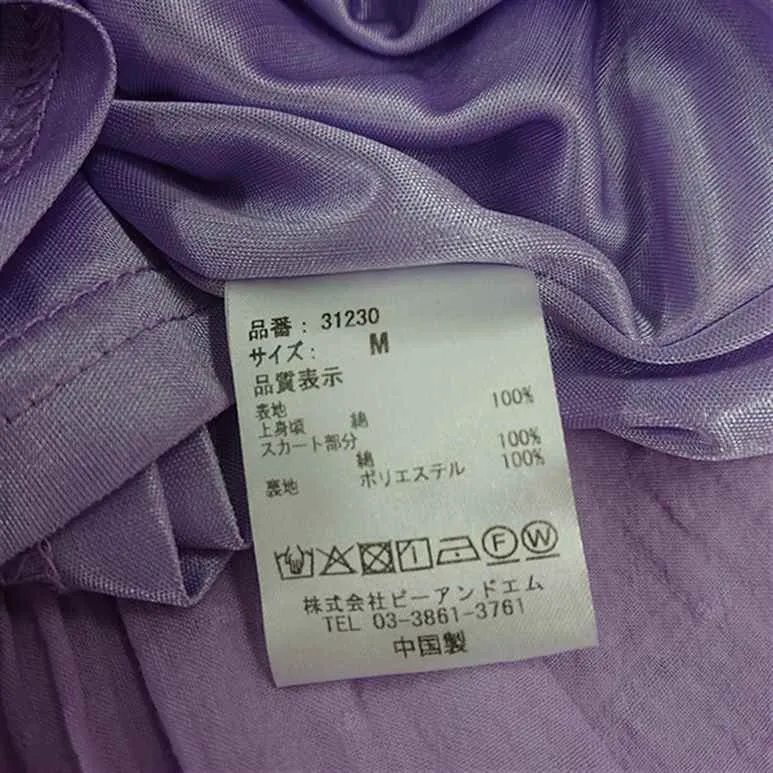 品番： 31230
サイズ： M
品質表示
表地 100%
上身頃 綿
スカート部分 100%
綿
裏地 ポリエステル 100%
F W
株式会社ビーアンドエム
TEL 03-3861-3761
中国製